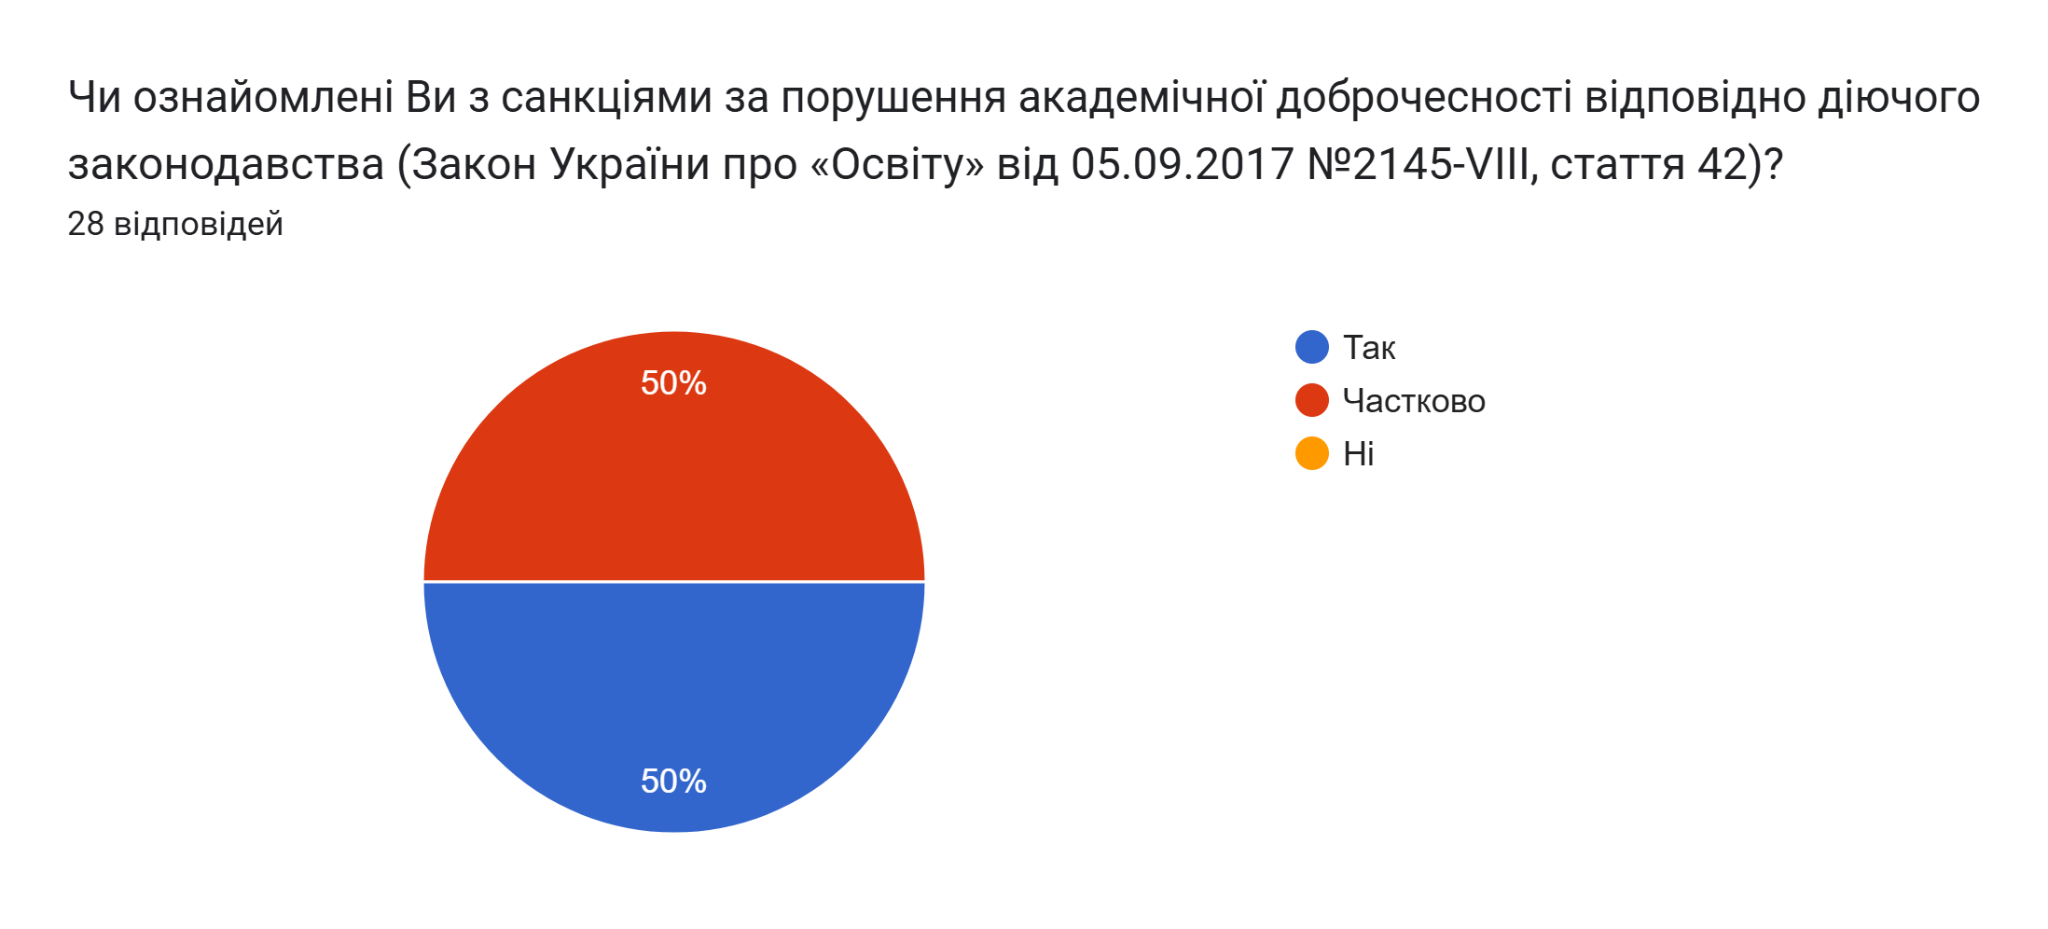 Чи ознайомлені Ви з санкціями за порушення академічної доброчесності відповідно діючого
законодавства (Закон України про «Освіту» від 05.09.2017 №2145-VIII, стаття 42)?
28 відповідей
50%
50%
Так
Частково
Ні